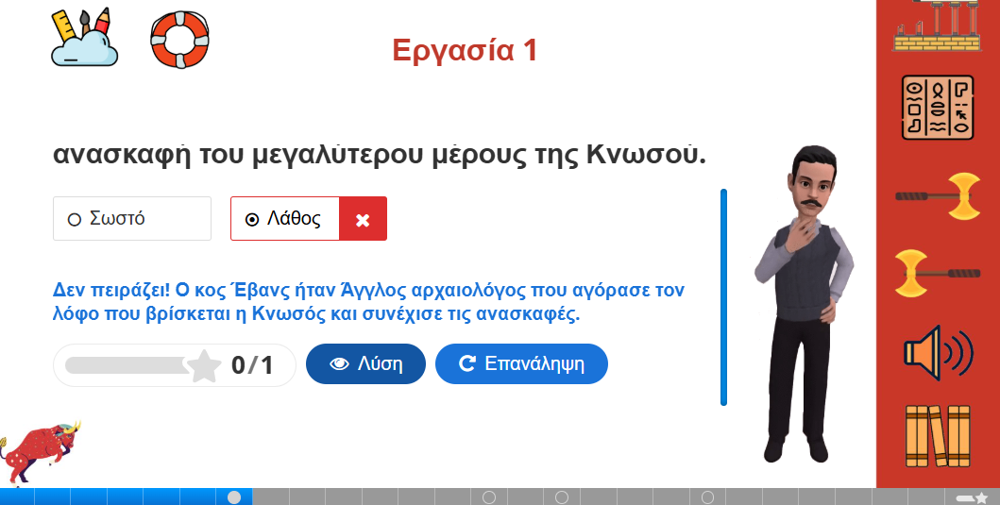 Εργασία 1
ανασκαφή του μεγαλύτερου μέρους της Κνωσού.
Σωστό
Λάθος
Δεν πειράζει! Ο κος Έβανς ήταν Άγγλος αρχαιολόγος που αγόρασε τον
λόφο που βρίσκεται η Κνωσός και συνέχισε τις ανασκαφές.
0/1
Λύση
Επανάληψη